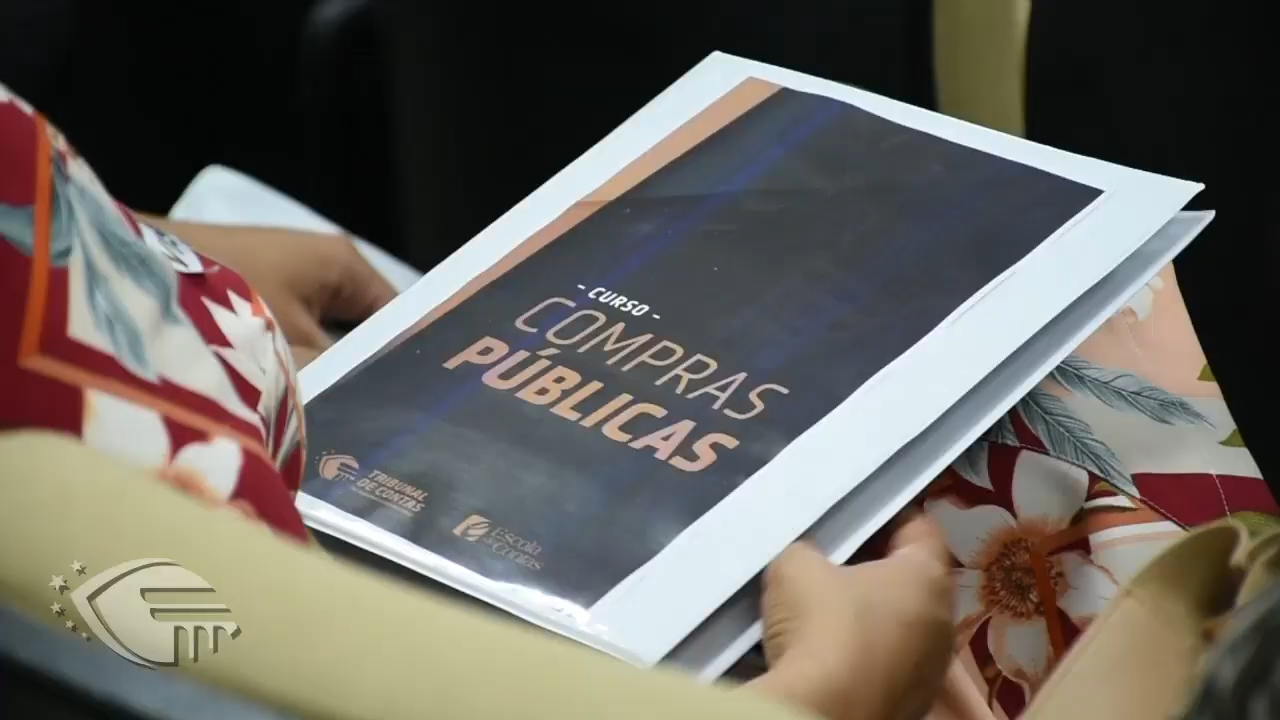 - CURSO -
COMPRAS
PÚBLICAS
TRIBUNAL
DE CONTAS
Escola
de Contas